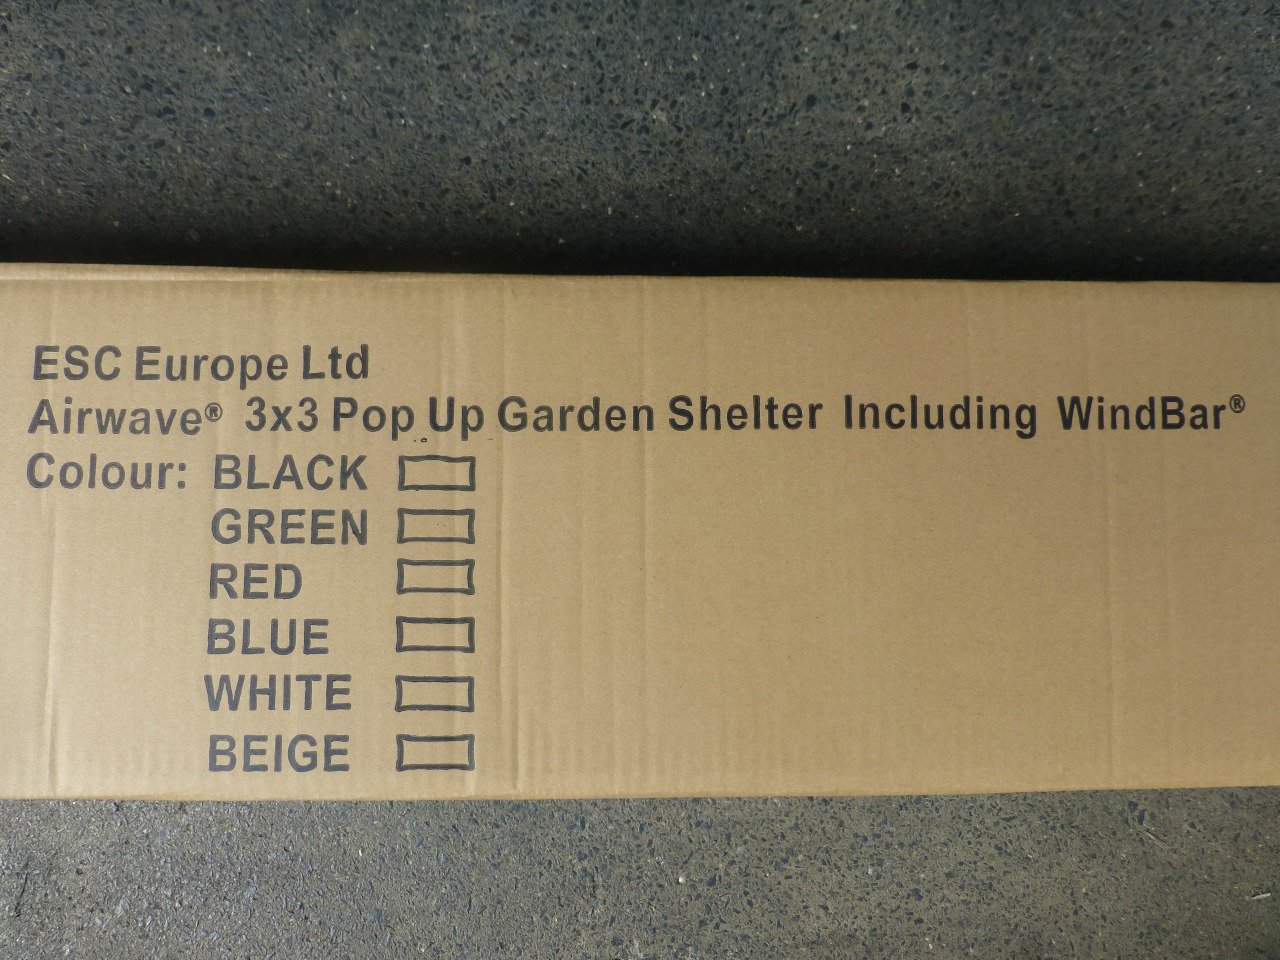 ESC Europe Ltd
Airwave® 3x3 Pop Up Garden Shelter Including WindBar®
Colour: BLACK
GREEN
RED
BLUE
WHITE
BEIGE